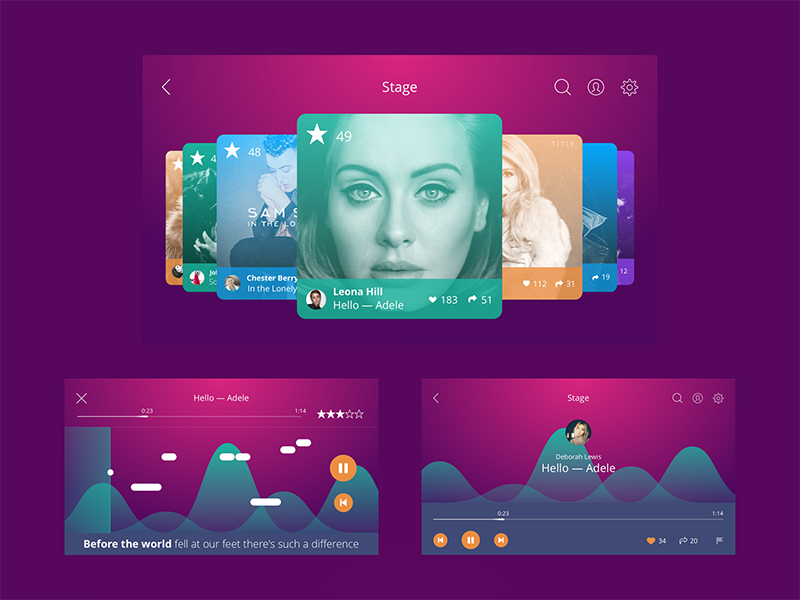 Stage
49
48
4
TITLE
SAM S
IN THE LO
Leona Hill
Hello — Adele
183
51
Chester Berry
In the Lonely
112
31
19
12
Hello — Adele
0:23
1:14
Before the world fell at our feet there's such a difference
Stage
Deborah Lewis
Hello — Adele
0:23
1:14
34
20